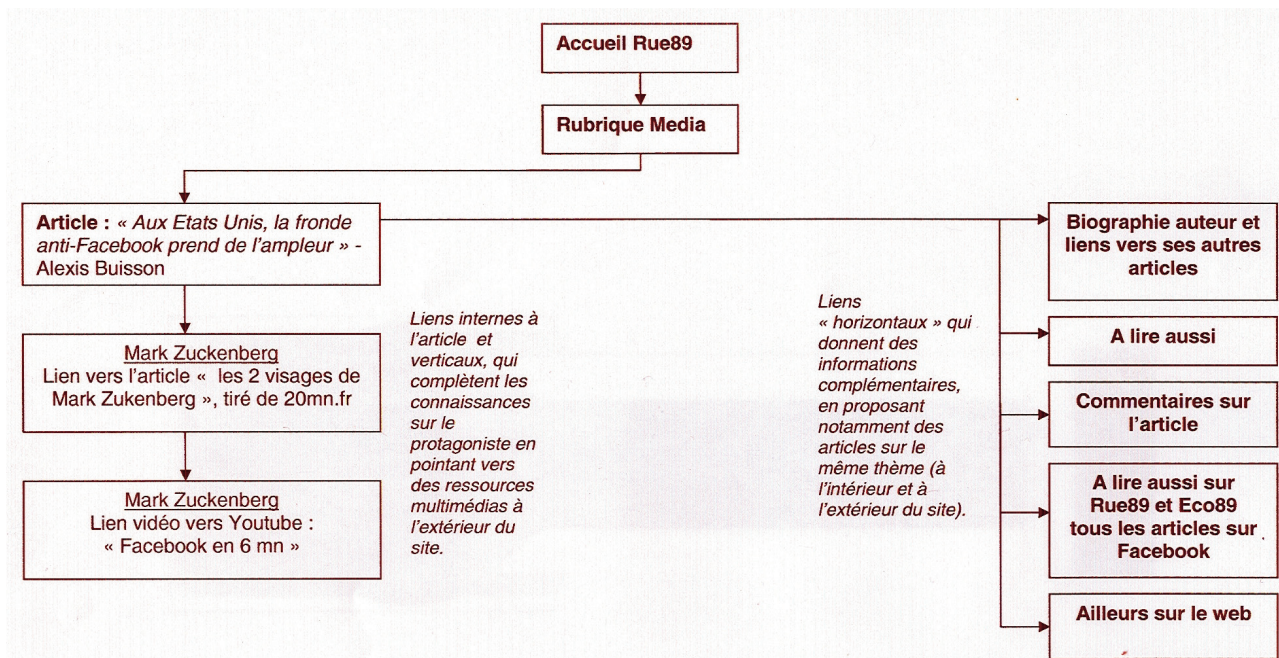 Accueil Rue89
Rubrique Media
Article : « Aux Etats Unis, la fronde
anti-Facebook prend de l'ampleur » -
Alexis Buisson
Mark Zuckenberg
Lien vers l'article « les 2 visages de
Mark Zukenberg », tiré de 20mn.fr
Mark Zuckenberg
Lien vidéo vers Youtube :
« Facebook en 6 mn »
Liens internes à
l'article et
verticaux, qui
complètent les
connaissances
sur le
protagoniste en
pointant vers
des ressources
multimédias à
l'extérieur du
site.
Liens
« horizontaux » qui
donnent des
informations
complémentaires,
en proposant
notamment des
articles sur le
même thème (à
l'intérieur et à
l'extérieur du site).
Biographie auteur et
liens vers ses autres
articles
A lire aussi
Commentaires sur
l'article
A lire aussi sur
Rue89 et Eco89
tous les articles sur
Facebook
Ailleurs sur le web